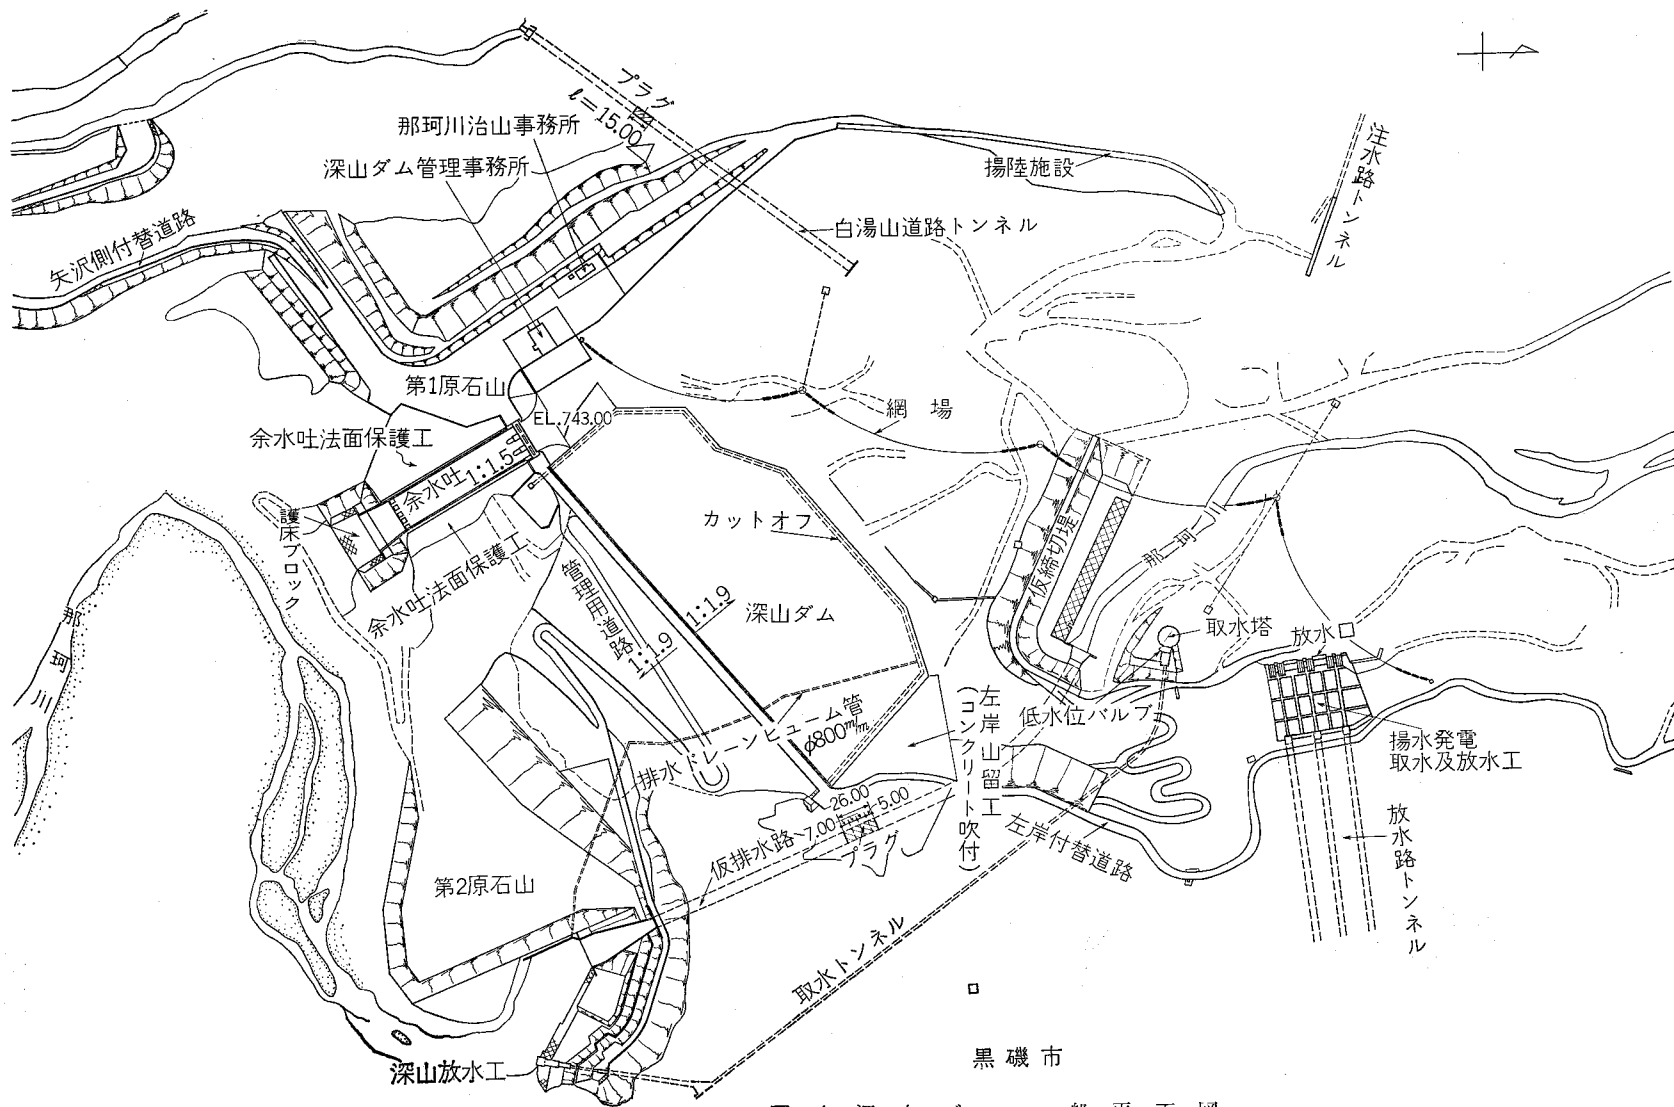 プラグ
ℓ=15.00
那珂川治山事務所
深山ダム管理事務所
揚陸施設
注水路トンネル
矢沢側付替道路
白湯山道路トンネル
第1原石山
EL.743.00
網 場
余水吐法面保護工
余水吐
1:1.5
護床ブロック
カットオフ
仮締切堤
那珂川
余水吐法面保護工
管理用道路
1:1.9
1:1.9
深山ダム
取水塔
放水口
那珂川
低水位バルブ
左岸山留工
(コンクリート吹付)
排水ドレーンヒューム管
φ800m/m
揚水発電
取水及放水工
26.00
5.00
7.00
プラグ
仮排水路
左岸付替道路
放水路トンネル
第2原石山
取水トンネル
深山放水工
黒磯市